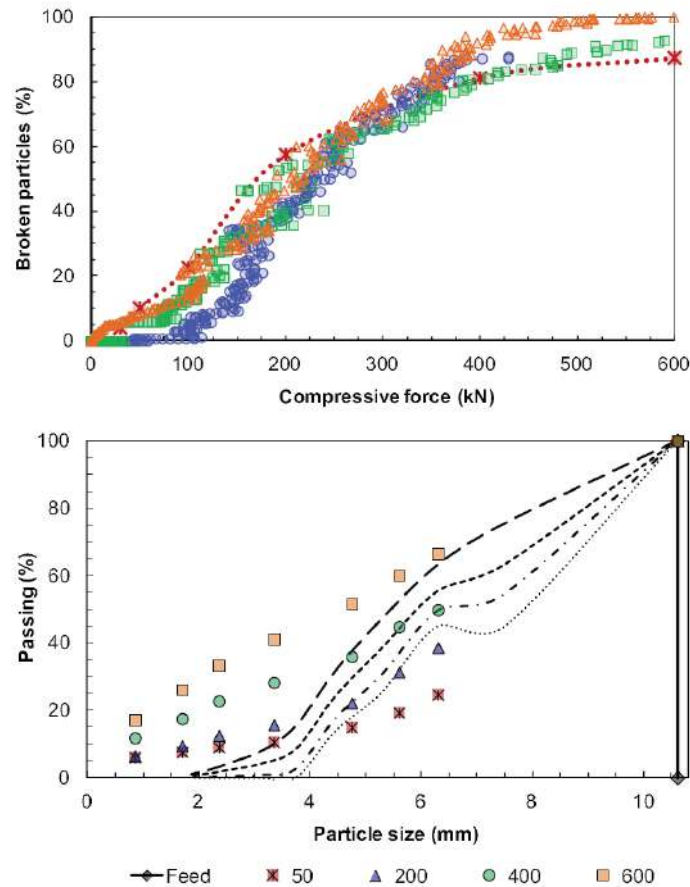 100
80
60
40
20
0
Broken particles (%)
0 100 200 300 400 500 600
Compressive force (kN)
100
80
60
40
20
0
Passing (%)
0 2 4 6 8 10
Particle size (mm)
Feed 50 200 400 600